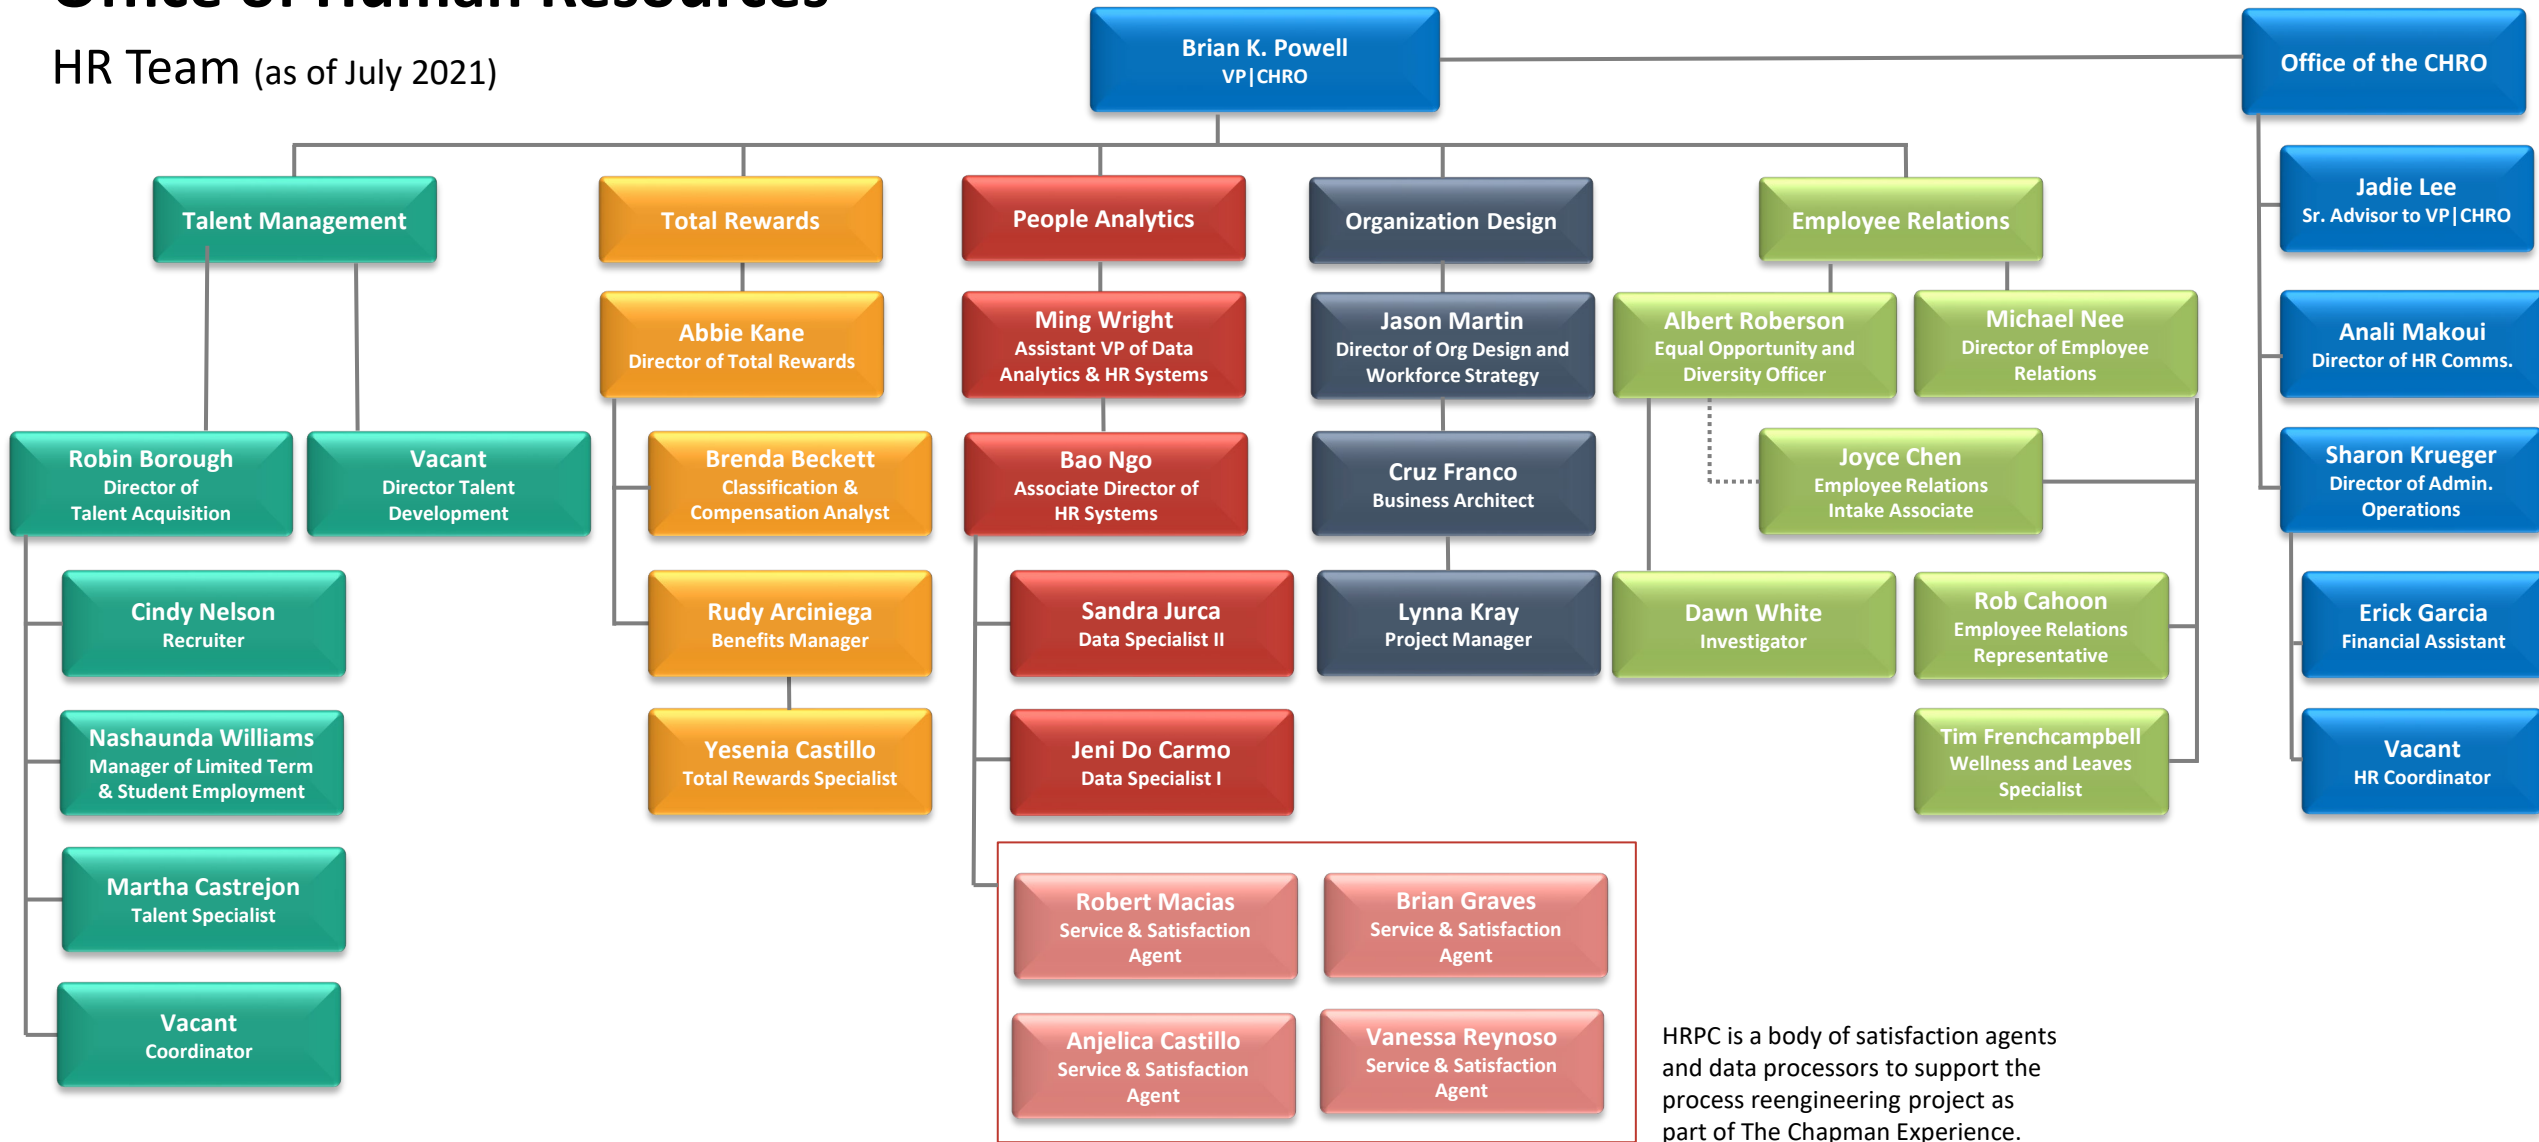 Office of Human Resources
HR Team (as of July 2021)
Brian K. Powell
VP|CHRO
Office of the CHRO
Talent Management
Total Rewards
People Analytics
Organization Design
Employee Relations
Jadie Lee
Sr. Advisor to VP|CHRO
Abbie Kane
Director of Total Rewards
Ming Wright
Assistant VP of Data
Analytics & HR Systems
Jason Martin
Director of Org Design and
Workforce Strategy
Albert Roberson
Equal Opportunity and
Diversity Officer
Michael Nee
Director of Employee
Relations
Anali Makoui
Director of HR Comms.
Robin Borough
Director of
Talent Acquisition
Vacant
Director Talent
Development
Brenda Beckett
Classification &
Compensation Analyst
Bao Ngo
Associate Director of
HR Systems
Cruz Franco
Business Architect
Joyce Chen
Employee Relations
Intake Associate
Sharon Krueger
Director of Admin.
Operations
Cindy Nelson
Recruiter
Rudy Arciniega
Benefits Manager
Sandra Jurca
Data Specialist II
Lynna Kray
Project Manager
Dawn White
Investigator
Rob Cahoon
Employee Relations
Representative
Erick Garcia
Financial Assistant
Nashaunda Williams
Manager of Limited Term
& Student Employment
Yesenia Castillo
Total Rewards Specialist
Jeni Do Carmo
Data Specialist I
Tim Frenchcampbell
Wellness and Leaves
Specialist
Vacant
HR Coordinator
Martha Castrejon
Talent Specialist
Robert Macias
Service & Satisfaction
Agent
Brian Graves
Service & Satisfaction
Agent
Vacant
Coordinator
Anjelica Castillo
Service & Satisfaction
Agent
Vanessa Reynoso
Service & Satisfaction
Agent
HRPC is a body of satisfaction agents
and data processors to support the
process reengineering project as
part of The Chapman Experience.